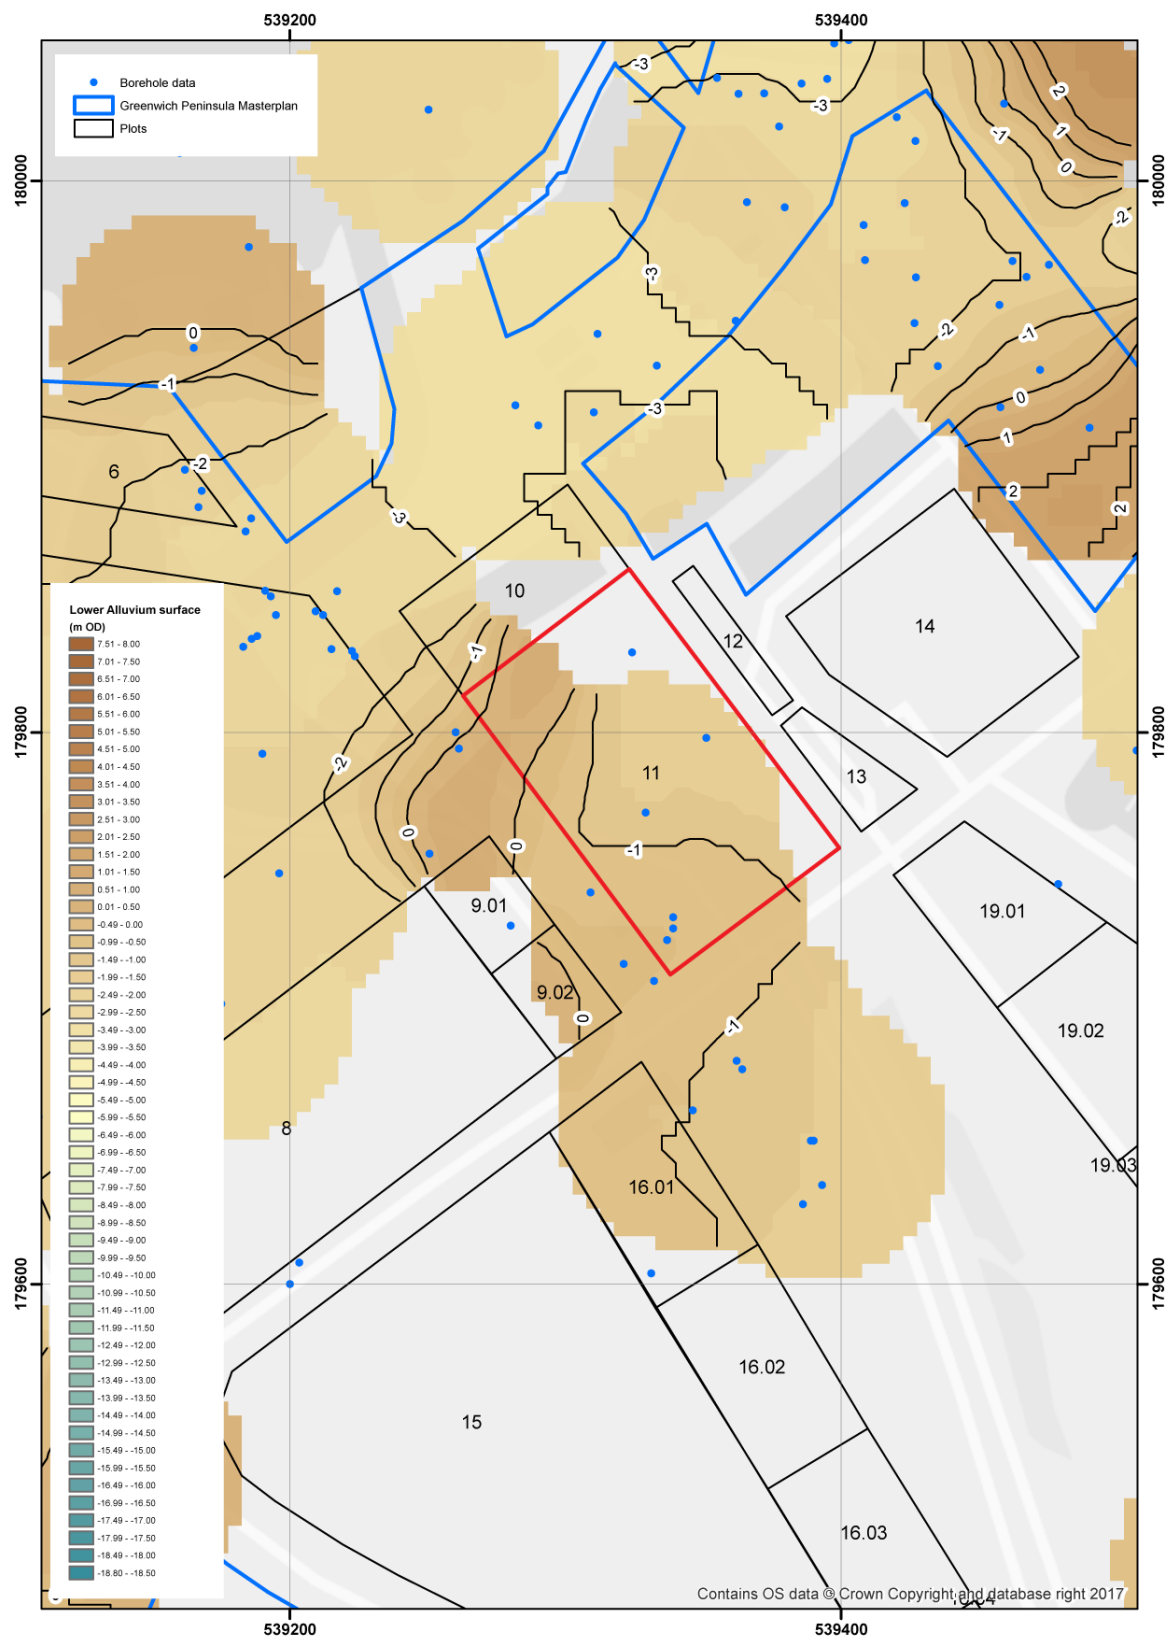 539200
539400
Borehole data
Greenwich Peninsula Masterplan
Plots
-3
-3
2
-1
1
0
180000
180000
-2
-3
0
-2
-1
-1
0
-3
1
6
-2
2
2
-3
10
14
12
-1
Lower Alluvium surface
(m OD)
7.51 - 8.00
7.01 - 7.50
6.51 - 7.00
6.01 - 6.50
5.51 - 6.00
5.01 - 5.50
4.51 - 5.00
4.01 - 4.50
3.51 - 4.00
3.01 - 3.50
2.51 - 3.00
2.01 - 2.50
1.51 - 2.00
1.01 - 1.50
0.51 - 1.00
0.01 - 0.50
-0.49 - 0.00
-0.99 - -0.50
-1.49 - -1.00
-1.99 - -1.50
-2.49 - -2.00
-2.99 - -2.50
-3.49 - -3.00
-3.99 - -3.50
-4.49 - -4.00
-4.99 - -4.50
-5.49 - -5.00
-5.99 - -5.50
-6.49 - -6.00
-6.99 - -6.50
-7.49 - -7.00
-7.99 - -7.50
-8.49 - -8.00
-8.99 - -8.50
-9.49 - -9.00
-9.99 - -9.50
-10.49 - -10.00
-10.99 - -10.50
-11.49 - -11.00
-11.99 - -11.50
-12.49 - -12.00
-12.99 - -12.50
-13.49 - -13.00
-13.99 - -13.50
-14.49 - -14.00
-14.99 - -14.50
-15.49 - -15.00
-15.99 - -15.50
-16.49 - -16.00
-16.99 - -16.50
-17.49 - -17.00
-17.99 - -17.50
-18.49 - -18.00
-18.80 - -18.50
179800
179800
-2
11
13
0
0
-1
9.01
19.01
9.02
0
-1
19.02
8
19.03
16.01
179600
179600
16.02
15
16.03
Contains OS data © Crown Copyright and database right 2017
539200
539400